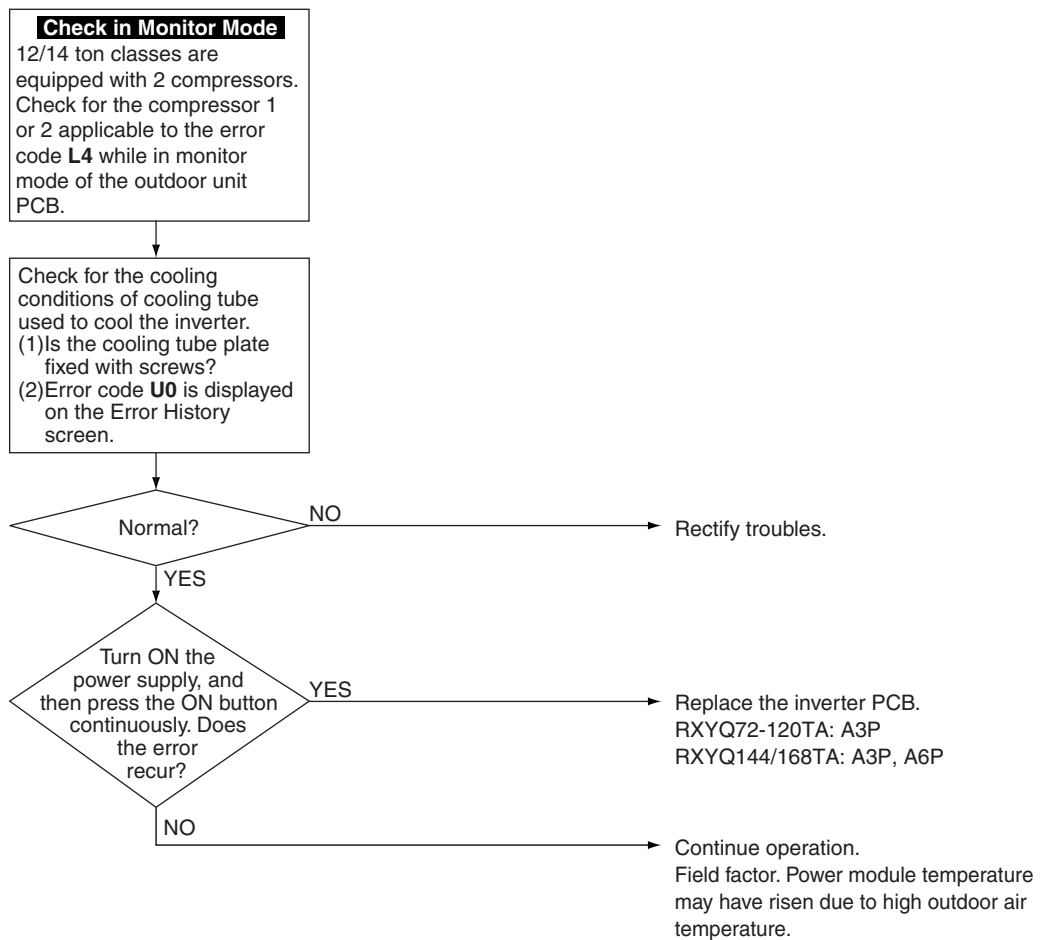 Check in Monitor Mode
12/14 ton classes are
equipped with 2 compressors.
Check for the compressor 1
or 2 applicable to the error
code L4 while in monitor
mode of the outdoor unit
PCB.
Check for the cooling
conditions of cooling tube
used to cool the inverter.
(1)Is the cooling tube plate
fixed with screws?
(2)Error code U0 is displayed
on the Error History
screen.
Normal?
NO
Rectify troubles.
YES
Turn ON the
power supply, and
then press the ON button
continuously. Does
the error
recur?
YES
Replace the inverter PCB.
RXYQ72-120TA: A3P
RXYQ144/168TA: A3P, A6P
NO
Continue operation.
Field factor. Power module temperature
may have risen due to high outdoor air
temperature.